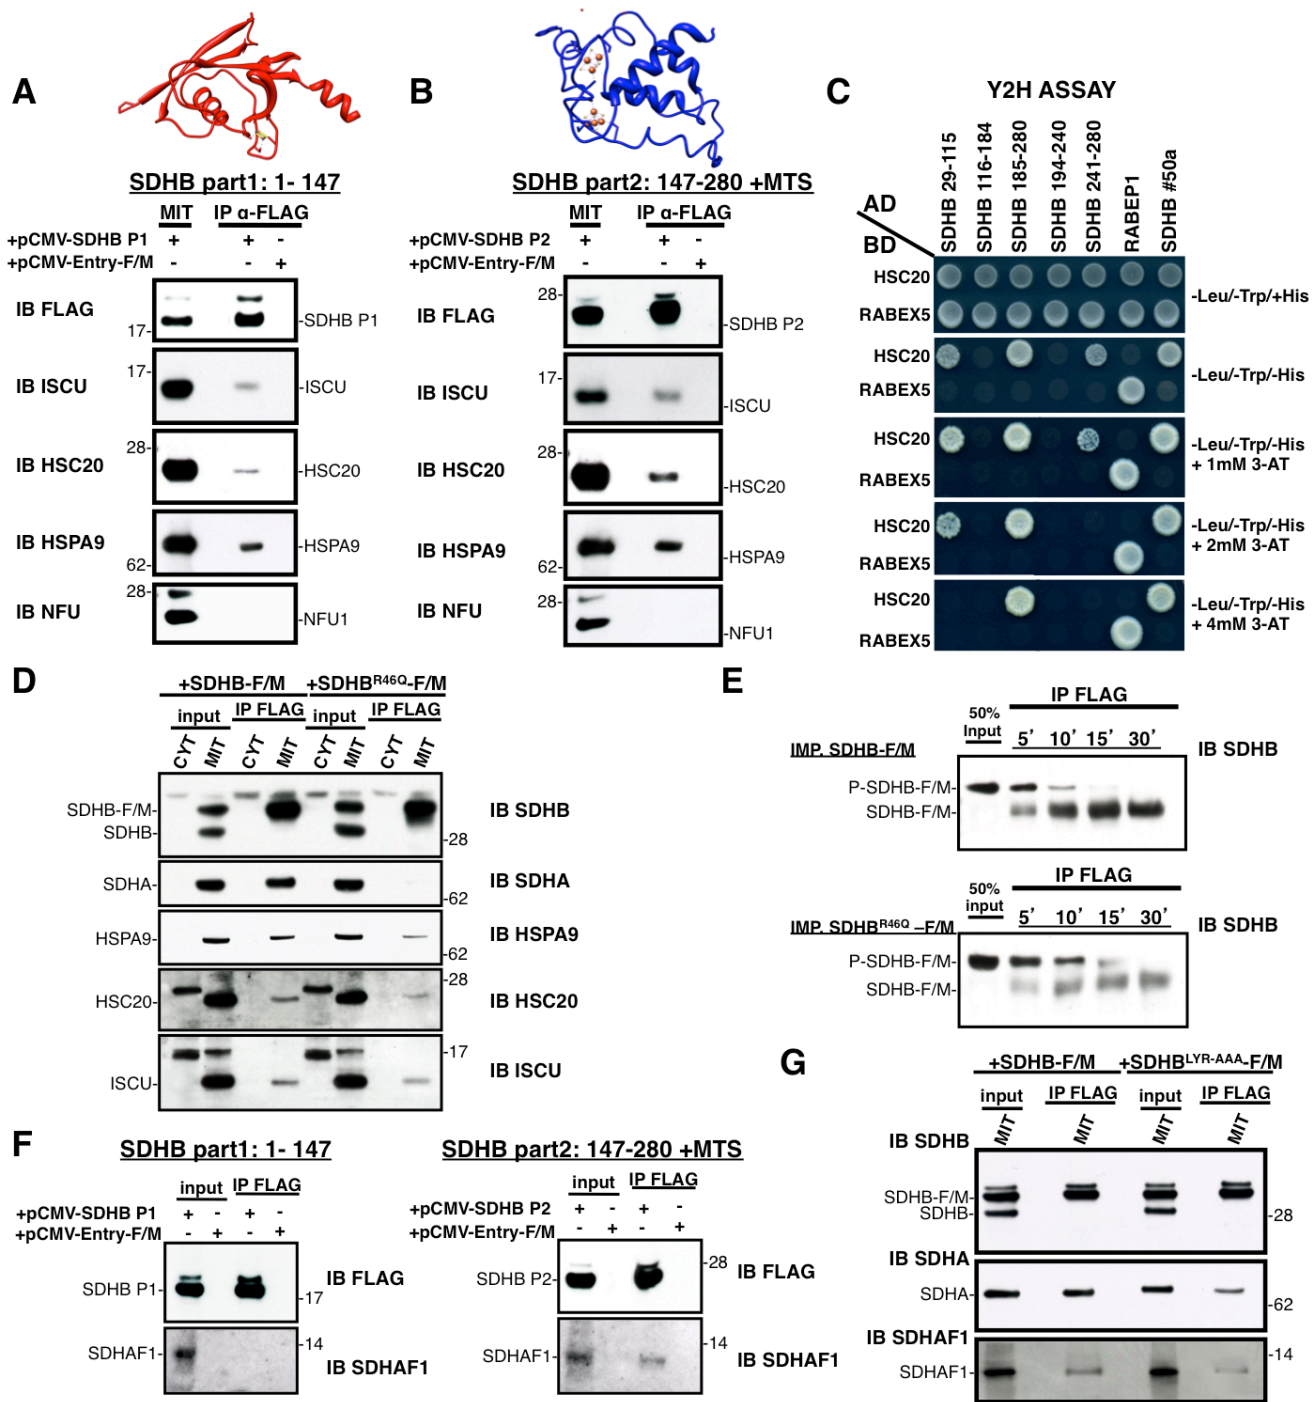 A
SDHB part1: 1- 147
MIT IP α-FLAG
+pCMV-SDHB P1 + + -
+pCMV-Entry-F/M - - +
IB FLAG 17- -SDHB P1
IB ISCU 17- -ISCU
IB HSC20 28- -HSC20
IB HSPA9 62- -HSPA9
IB NFU 28- -NFU1
B
SDHB part2: 147-280 +MTS
MIT IP α-FLAG
+pCMV-SDHB P2 + + -
+pCMV-Entry-F/M - - +
IB FLAG 28- -SDHB P2
IB ISCU 17- -ISCU
IB HSC20 28- -HSC20
IB HSPA9 62- -HSPA9
IB NFU 28- -NFU1
C
Y2H ASSAY
AD
BD
SDHB 29-115
SDHB 116-184
SDHB 185-280
SDHB 194-240
SDHB 241-280
RABEP1
SDHB #50a
HSC20
RABEX5
-Leu/-Trp/+His
HSC20
RABEX5
-Leu/-Trp/-His
HSC20
RABEX5
-Leu/-Trp/-His
+ 1mM 3-AT
HSC20
RABEX5
-Leu/-Trp/-His
+ 2mM 3-AT
HSC20
RABEX5
-Leu/-Trp/-His
+ 4mM 3-AT
D
+SDHB-F/M +SDHBR46Q-F/M
input IP FLAG input IP FLAG
CYT MIT CYT MIT CYT MIT CYT MIT
SDHB-F/M-
SDHB-
-28
IB SDHB
SDHA- -62 IB SDHA
HSPA9- -62 IB HSPA9
HSC20- -28 IB HSC20
ISCU- -17 IB ISCU
E
IP FLAG
50%
Input
5’ 10’ 15’ 30’
IMP. SDHB-F/M
IB SDHB
P-SDHB-F/M-
SDHB-F/M-
IP FLAG
50%
input
5’ 10’ 15’ 30’
IMP. SDHBR46Q –F/M
IB SDHB
P-SDHB-F/M-
SDHB-F/M-
F
SDHB part1: 1- 147
input IP FLAG
+pCMV-SDHB P1 + - + -
+pCMV-Entry-F/M - + - +
SDHB P1- -17 IB FLAG
SDHAF1- -14 IB SDHAF1
SDHB part2: 147-280 +MTS
input IP FLAG
+pCMV-SDHB P2 + - + -
+pCMV-Entry-F/M - + - +
SDHB P2- -28 IB FLAG
SDHAF1- -14 IB SDHAF1
G
+SDHB-F/M +SDHBLYR-AAA-F/M
input IP FLAG input IP FLAG
MIT MIT MIT MIT
IB SDHB
SDHB-F/M-
SDHB-
-28
IB SDHA
SDHA- -62
IB SDHAF1
SDHAF1- -14